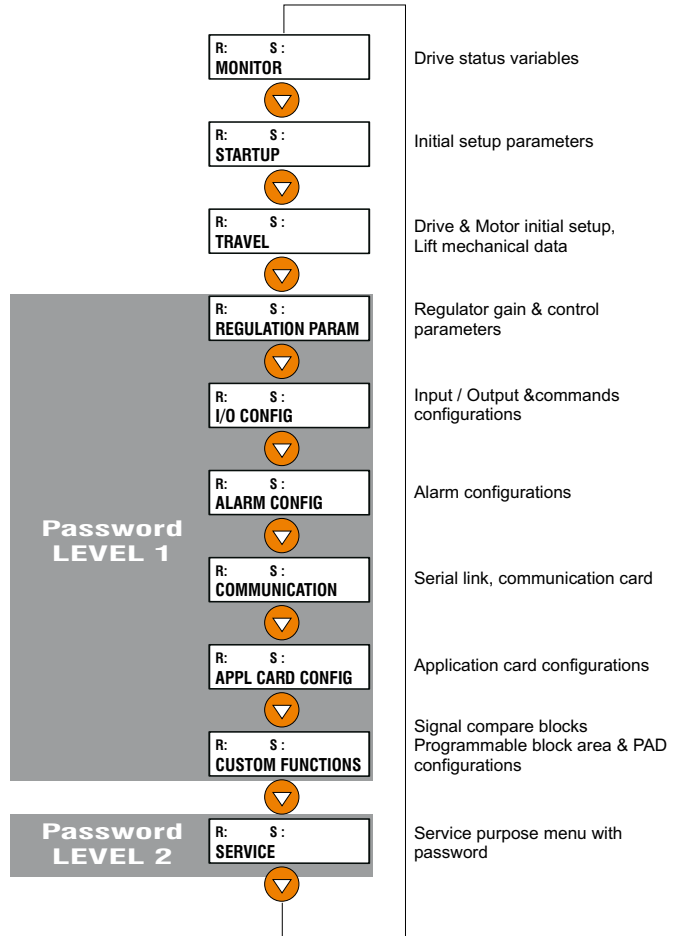 R: S :
MONITOR
Drive status variables
R: S :
STARTUP
Initial setup parameters
R: S :
TRAVEL
Drive & Motor initial setup,
Lift mechanical data
R: S :
REGULATION PARAM
Regulator gain & control
parameters
R: S :
I/O CONFIG
Input / Output &commands
configurations
R: S :
ALARM CONFIG
Alarm configurations
Password
LEVEL 1
R: S :
COMMUNICATION
Serial link, communication card
R: S :
APPL CARD CONFIG
Application card configurations
R: S :
CUSTOM FUNCTIONS
Signal compare blocks
Programmable block area & PAD
configurations
Password
LEVEL 2
R: S :
SERVICE
Service purpose menu with
password